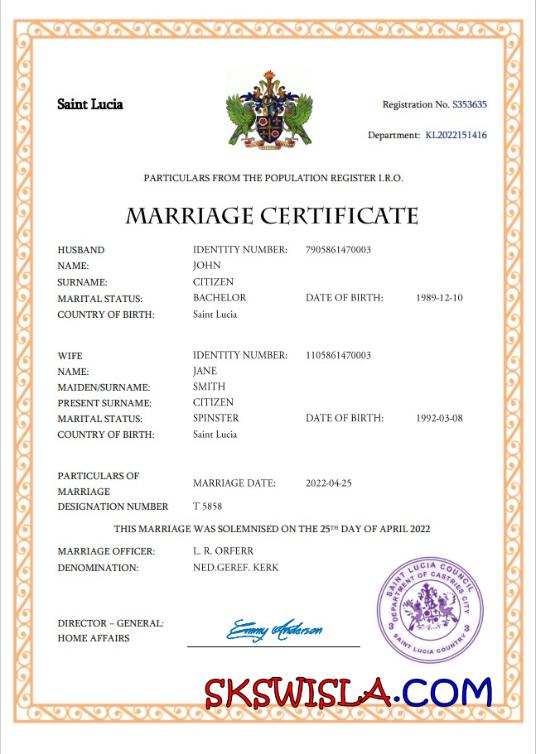 Saint Lucia
Registration No. S353635
Department: KL2022151416
PARTICULARS FROM THE POPULATION REGISTER I.R.O.
MARRIAGE CERTIFICATE
HUSBAND IDENTITY NUMBER: 7905861470003
NAME: JOHN
SURNAME: CITIZEN
MARITAL STATUS: BACHELOR DATE OF BIRTH: 1989-12-10
COUNTRY OF BIRTH: Saint Lucia
WIFE IDENTITY NUMBER: 1105861470003
NAME: JANE
MAIDEN/SURNAME: SMITH
PRESENT SURNAME: CITIZEN
MARITAL STATUS: SPINSTER DATE OF BIRTH: 1992-03-08
COUNTRY OF BIRTH: Saint Lucia
PARTICULARS OF
MARRIAGE MARRIAGE DATE: 2022-04-25
DESIGNATION NUMBER T 5858
THIS MARRIAGE WAS SOLEMNISED ON THE 25TH DAY OF APRIL 2022
MARRIAGE OFFICER: L. R. ORFERR
DENOMINATION: NED.GEREF. KERK
SAINT LUCIA COUNCIL
DEPARTMENT OF CASTRIES CITY
3 3
SAINT LUCIA COUNTRY
DIRECTOR – GENERAL:
HOME AFFAIRS
Emmy Anderson
SKSWISLA.COM